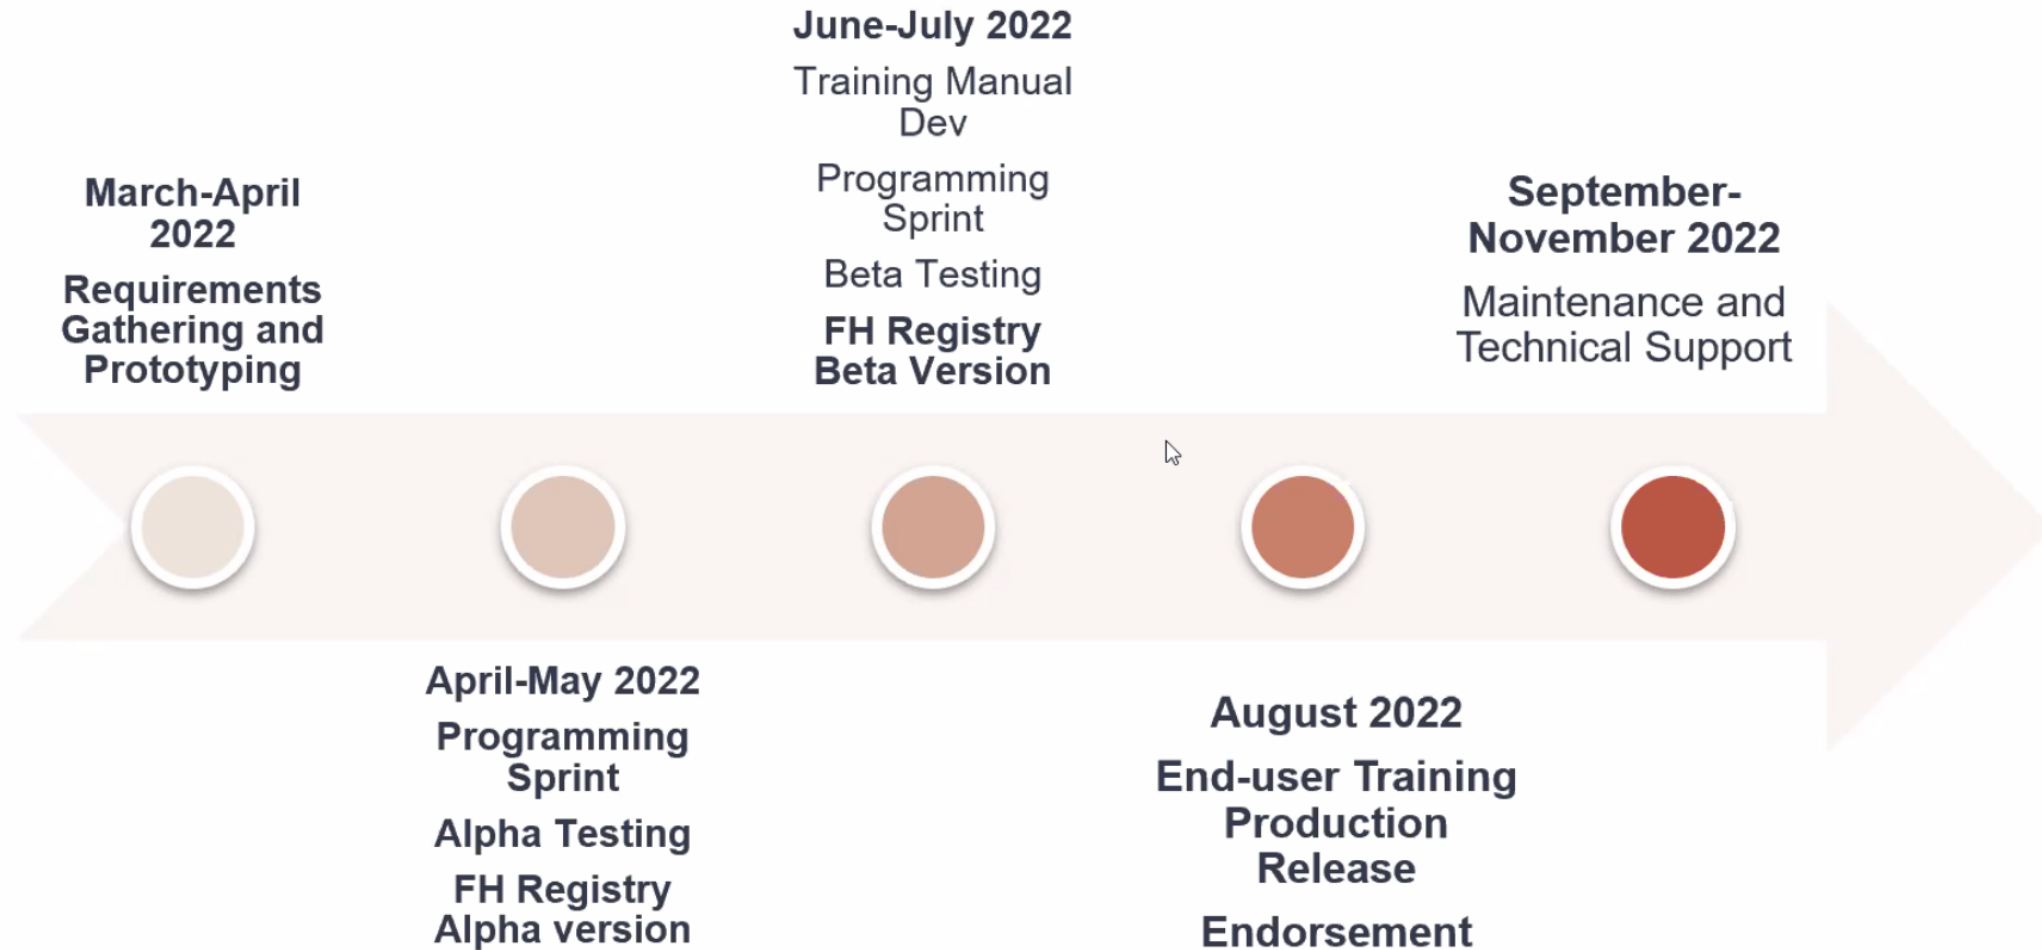 March-April
2022
Requirements
Gathering and
Prototyping
April-May 2022
Programming
Sprint
Alpha Testing
FH Registry
Alpha version
June-July 2022
Training Manual
Dev
Programming
Sprint
Beta Testing
FH Registry
Beta Version
August 2022
End-user Training
Production
Release
Endorsement
September-
November 2022
Maintenance and
Technical Support